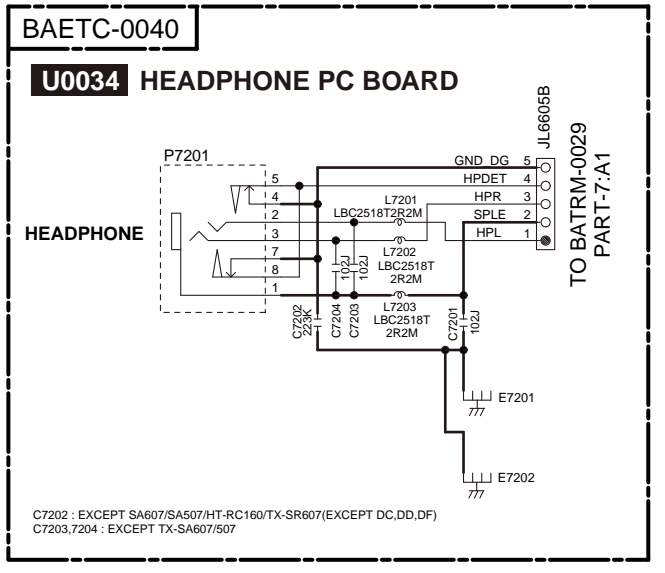 BAETC-0040
U0034 HEADPHONE PC BOARD
JL6605B
TO BATRM-0029
PART-7:A1
P7201
HEADPHONE
5
4
2
3
7
8
1
GND_DG 5
HPDET 4
HPR 3
SPLE 2
HPL 1
L7201
LBC2518T2R2M
L7202
LBC2518T
2R2M
L7203
LBC2518T
2R2M
C7202
223K
C7204
102J
C7203
102J
C7201
102J
E7201
E7202
C7202 : EXCEPT SA607/SA507/HT-RC160/TX-SR607(EXCEPT DC,DD,DF)
C7203,7204 : EXCEPT TX-SA607/507